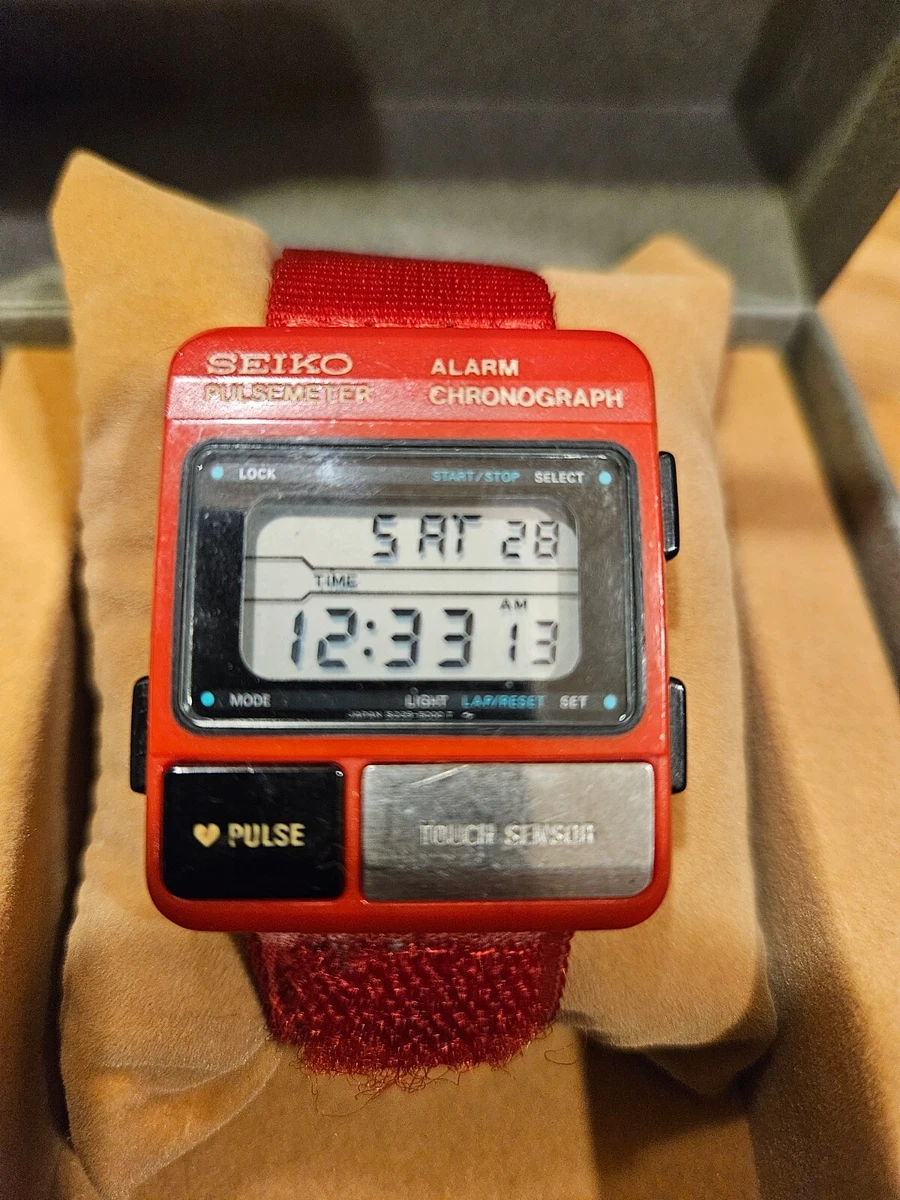 SEIKO ALARM
PULSEMETER CHRONOGRAPH
LOCK START/STOP SELECT
SAT 28
TIME
AM
12:33 13
MODE LIGHT LAP/RESET SET
JAPAN
PULSE TOUCH SENSOR